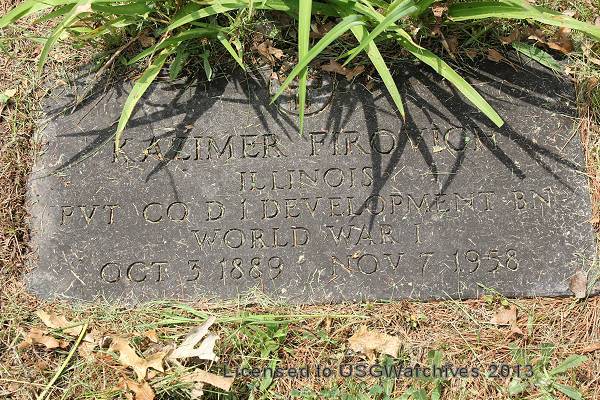 KAZIMER FIROVICH
ILLINOIS
PVT CO D 1 DEVELOPMENT BN
WORLD WAR I
OCT 3 1889 NOV 7 1958
Licensed to USGWatchives 2013